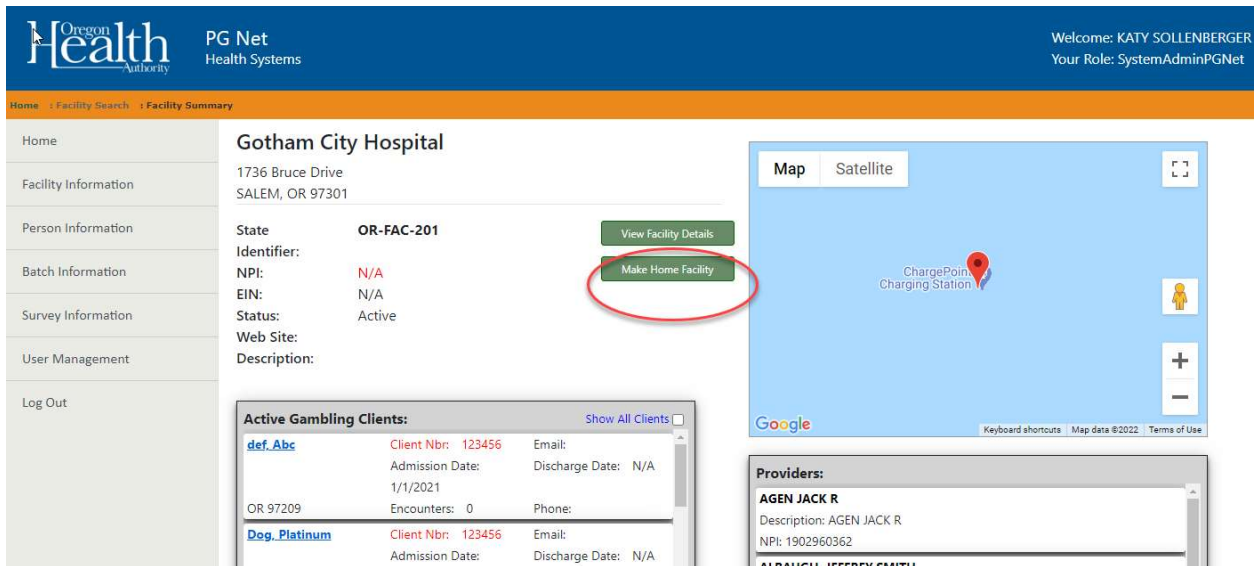 Oregon
Health
Authority
PG Net
Health Systems
Welcome: KATY SOLLENBERGER
Your Role: SystemAdminPGNet
Home : Facility Search : Facility Summary
Home
Facility Information
Person Information
Batch Information
Survey Information
User Management
Log Out
Gotham City Hospital
1736 Bruce Drive
SALEM, OR 97301
State Identifier: OR-FAC-201
NPI: N/A
EIN: N/A
Status: Active
Web Site:
Description:
View Facility Details
Make Home Facility
Map Satellite
ChargePoint
Charging Station
Google
Keyboard shortcuts Map data ©2022 Terms of Use
Active Gambling Clients: Show All Clients
def, Abc Client Nbr: 123456 Email:
Admission Date: Discharge Date: N/A
1/1/2021
OR 97209 Encounters: 0 Phone:
Dog, Platinum Client Nbr: 123456 Email:
Admission Date: Discharge Date: N/A
Providers:
AGEN JACK R
Description: AGEN JACK R
NPI: 1902960362